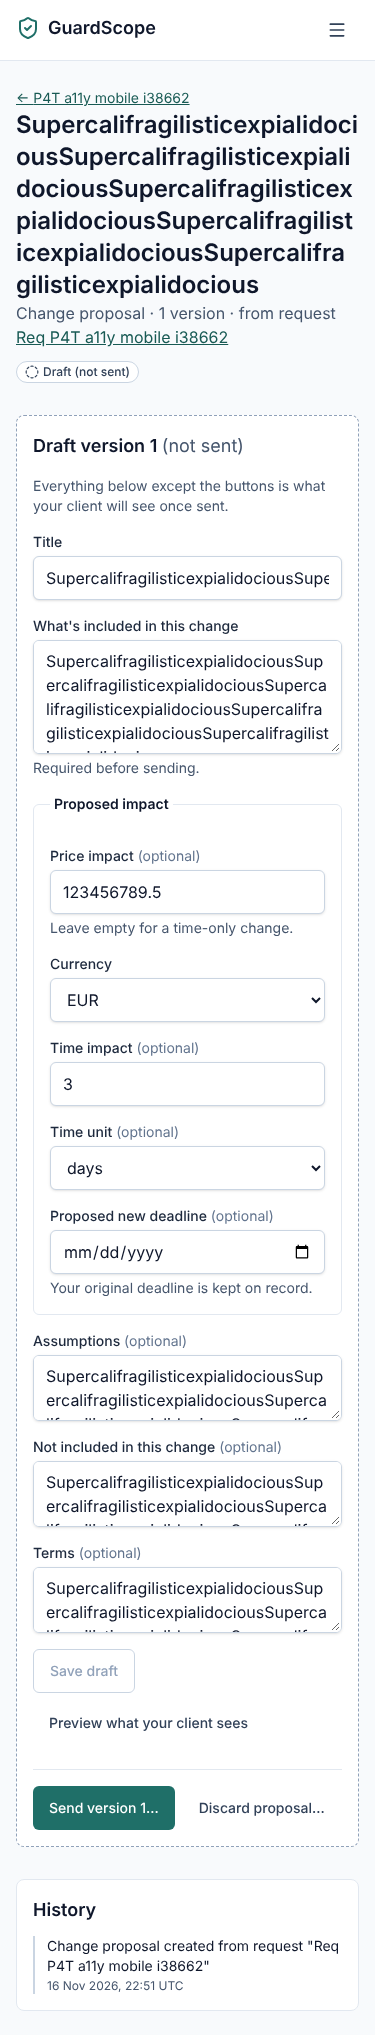 GuardScope
← P4T a11y mobile i38662
Supercalifragilisticexpialidoci
ousSupercalifragilisticexpiali
dociousSupercalifragilisticex
pialidociousSupercalifragilist
icexpialidociousSupercalifra
gilisticexpialidocious
Change proposal · 1 version · from request
Req P4T a11y mobile i38662
Draft (not sent)
Draft version 1 (not sent)
Everything below except the buttons is what
your client will see once sent.
Title
SupercalifragilisticexpialidociousSupe
What's included in this change
SupercalifragilisticexpialidociousSup
ercalifragilisticexpialidociousSuperca
lifragilisticexpialidociousSupercalifra
gilisticexpialidociousSupercalifragilist
Required before sending.
Proposed impact
Price impact (optional)
123456789.5
Leave empty for a time-only change.
Currency
EUR
Time impact (optional)
3
Time unit (optional)
days
Proposed new deadline (optional)
mm/dd/yyyy
Your original deadline is kept on record.
Assumptions (optional)
SupercalifragilisticexpialidociousSup
ercalifragilisticexpialidociousSuperca
Not included in this change (optional)
SupercalifragilisticexpialidociousSup
ercalifragilisticexpialidociousSuperca
Terms (optional)
SupercalifragilisticexpialidociousSup
ercalifragilisticexpialidociousSuperca
Save draft
Preview what your client sees
Send version 1...
Discard proposal...
History
Change proposal created from request "Req
P4T a11y mobile i38662"
16 Nov 2026, 22:51 UTC